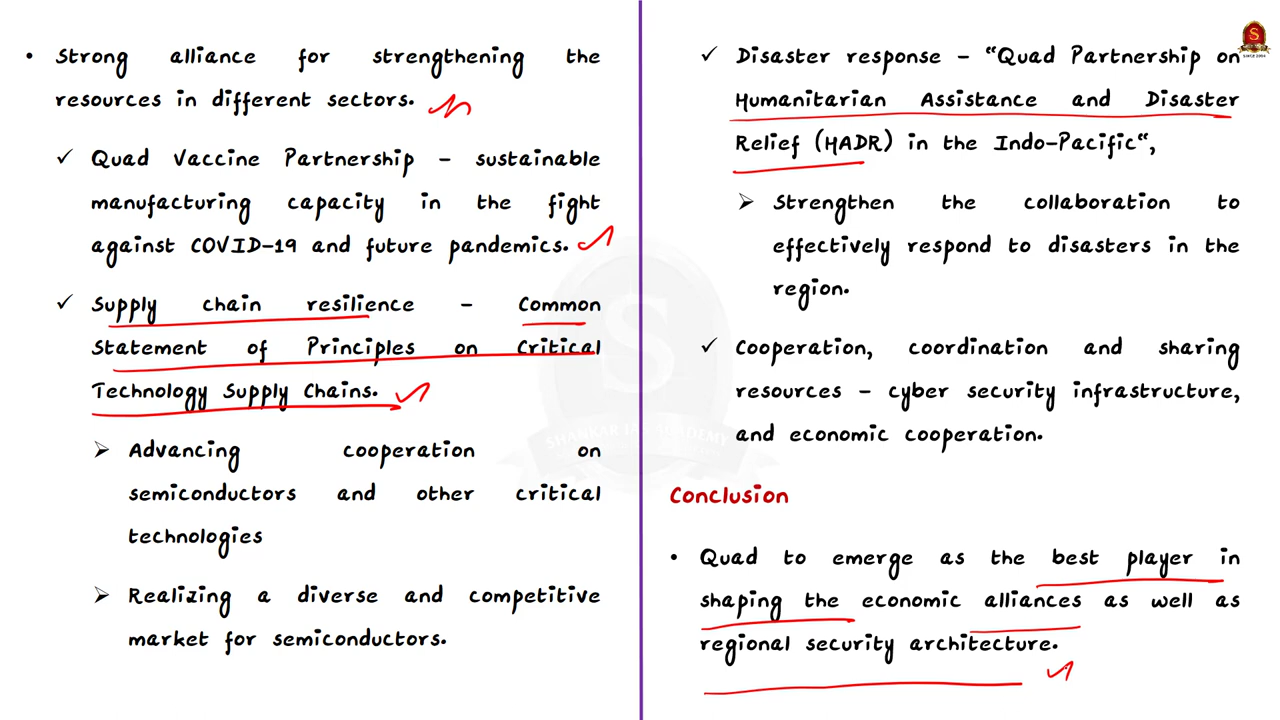 • Strong alliance for strengthening the
resources in different sectors.
✓ Quad Vaccine Partnership – sustainable
manufacturing capacity in the fight
against COVID-19 and future pandemics.
✓ Supply chain resilience – Common
Statement of Principles on Critical
Technology Supply Chains.
➢ Advancing cooperation on
semiconductors and other critical
technologies
➢ Realizing a diverse and competitive
market for semiconductors.
✓ Disaster response – “Quad Partnership on
Humanitarian Assistance and Disaster
Relief (HADR) in the Indo-Pacific“,
➢ Strengthen the collaboration to
effectively respond to disasters in the
region.
✓ Cooperation, coordination and sharing
resources – cyber security infrastructure,
and economic cooperation.
Conclusion
• Quad to emerge as the best player in
shaping the economic alliances as well as
regional security architecture.
S
SHANKAR IAS ACADEMY
S
SINCE 2004